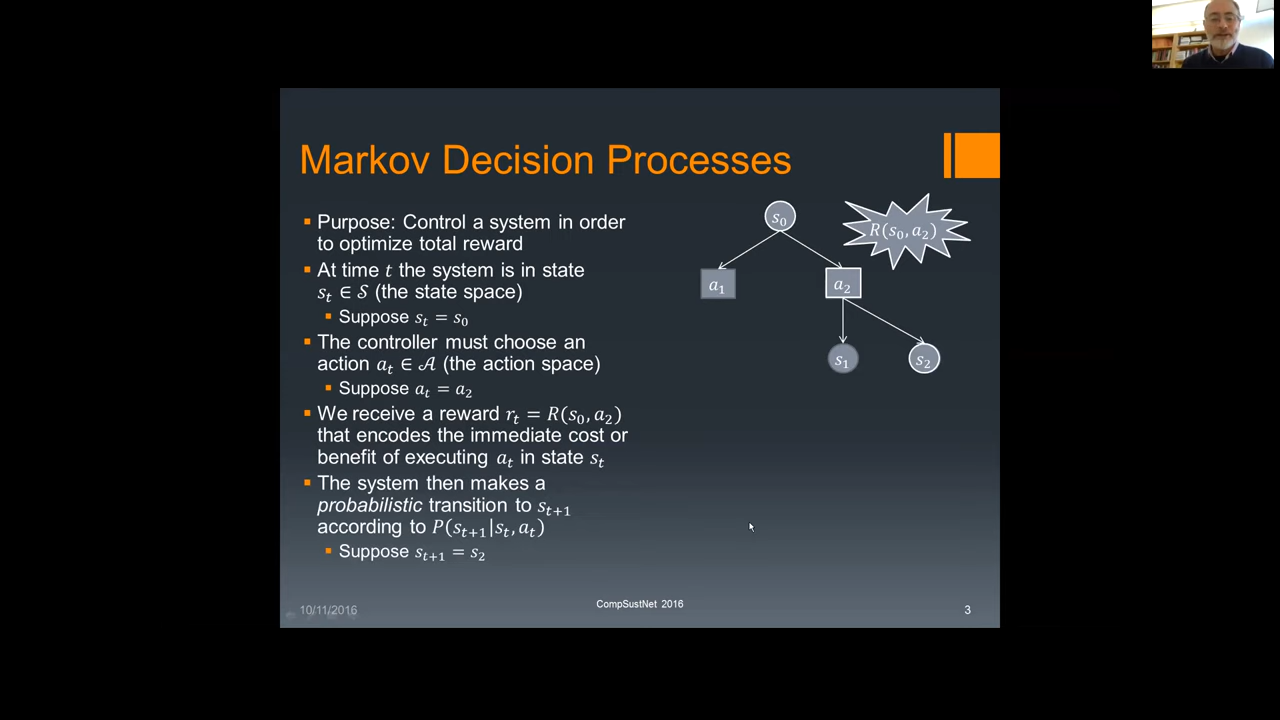 Markov Decision Processes
Purpose: Control a system in order
to optimize total reward
At time t the system is in state
s_t ∈ 𝒮 (the state space)
Suppose s_t = s_0
The controller must choose an
action a_t ∈ 𝒜 (the action space)
Suppose a_t = a_2
We receive a reward r_t = R(s_0, a_2)
that encodes the immediate cost or
benefit of executing a_t in state s_t
The system then makes a
probabilistic transition to s_{t+1}
according to P(s_{t+1}|s_t, a_t)
Suppose s_{t+1} = s_2
s_0
R(s_0, a_2)
a_1
a_2
s_1
s_2
10/11/2016
CompSustNet 2016
3